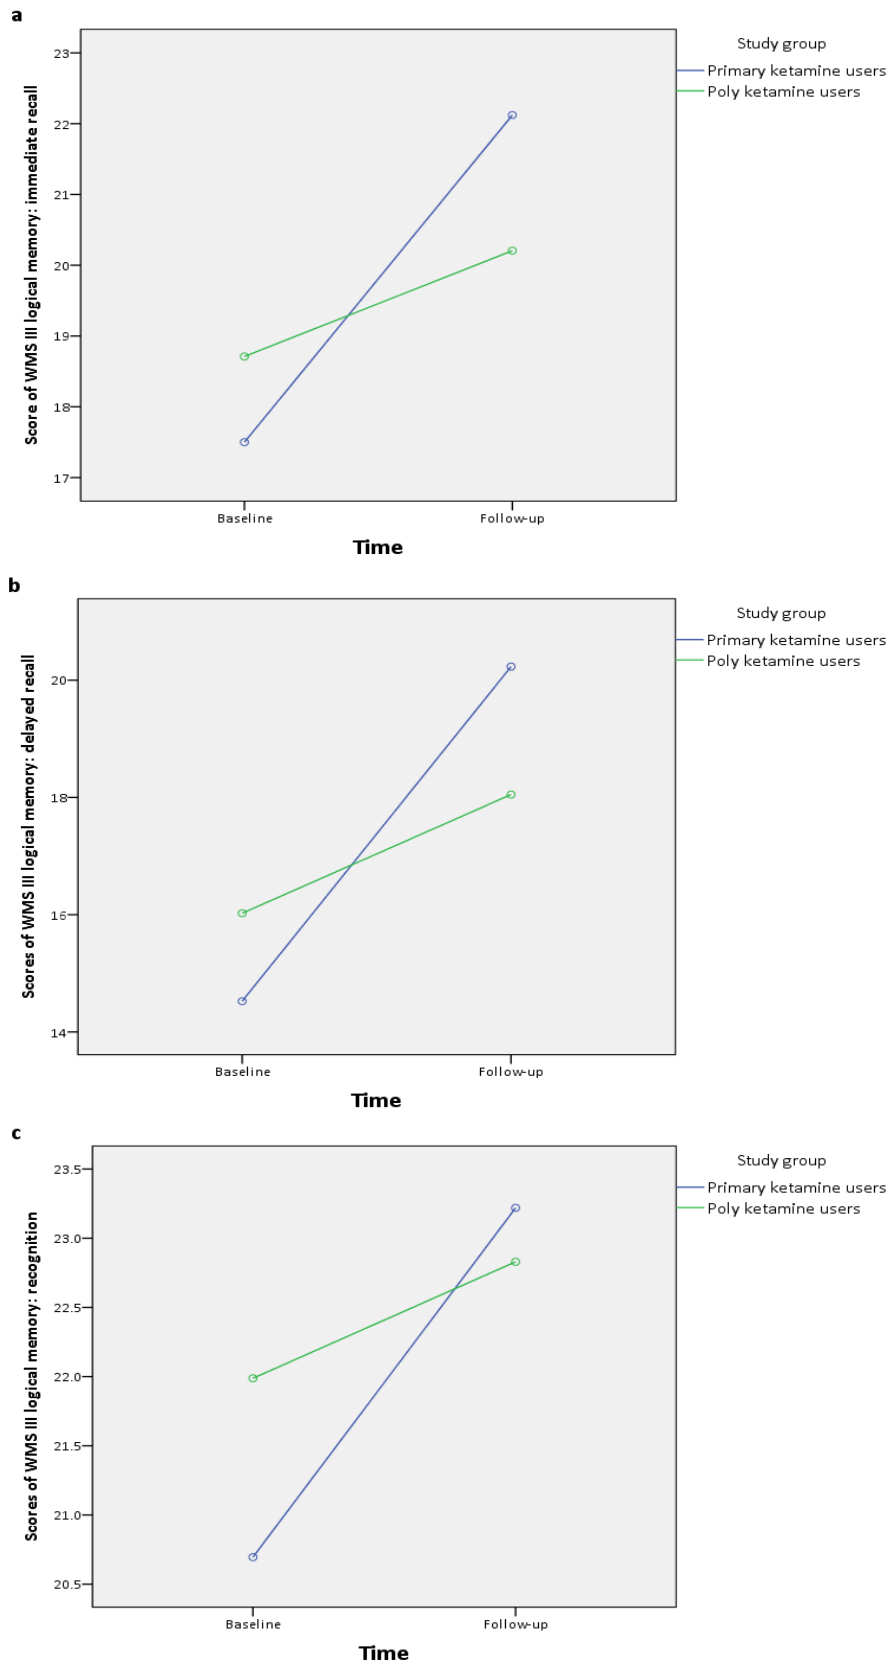 a
Score of WMS III logical memory: immediate recall
23
22
21
20
19
18
17
Baseline
Follow-up
Time
Study group
Primary ketamine users
Poly ketamine users
b
Scores of WMS III logical memory: delayed recall
20
18
16
14
Baseline
Follow-up
Time
Study group
Primary ketamine users
Poly ketamine users
c
Scores of WMS III logical memory: recognition
23.5
23.0
22.5
22.0
21.5
21.0
20.5
Baseline
Follow-up
Time
Study group
Primary ketamine users
Poly ketamine users